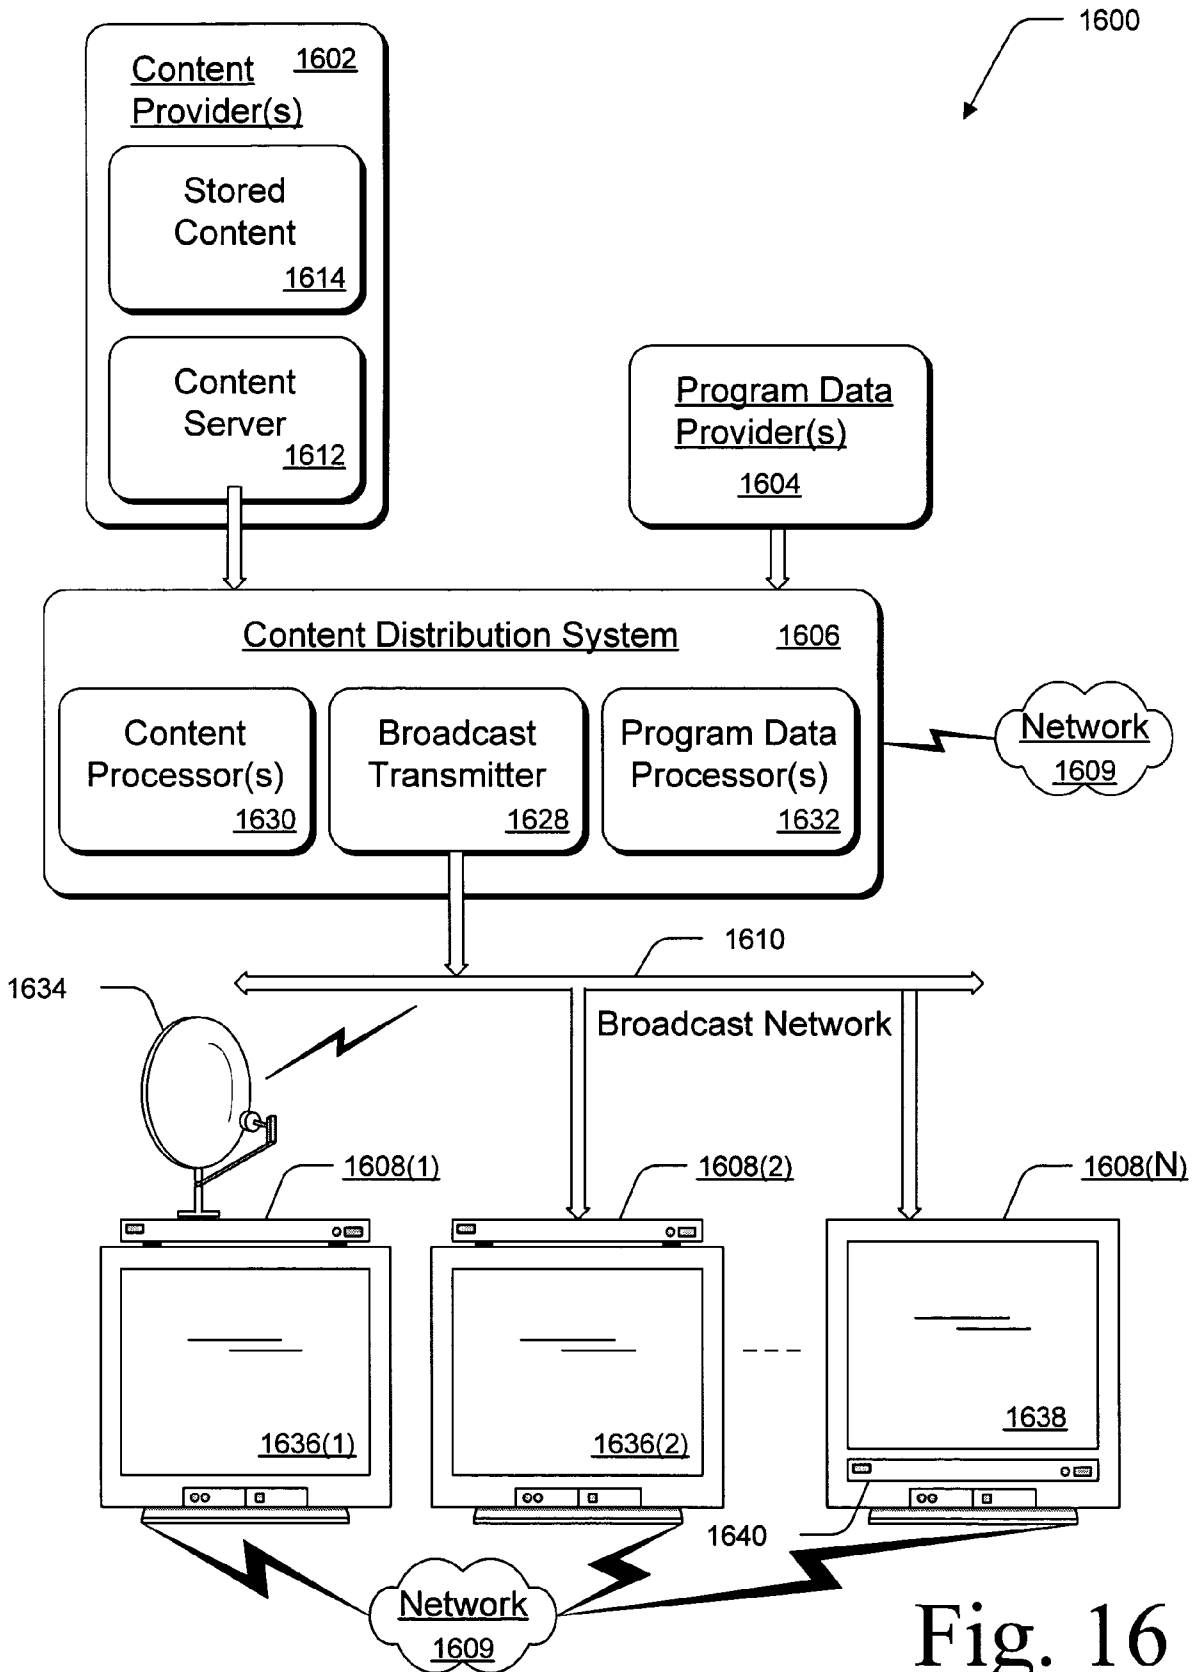 1600
Content 1602
Provider(s)
Stored
Content
1614
Content
Server
1612
Program Data
Provider(s)
1604
Content Distribution System 1606
Content
Processor(s)
1630
Broadcast
Transmitter
1628
Program Data
Processor(s)
1632
Network
1609
1610
Broadcast Network
1634
1608(1)
1608(2)
1608(N)
1636(1)
1636(2)
1638
1640
Network
1609
Fig. 16